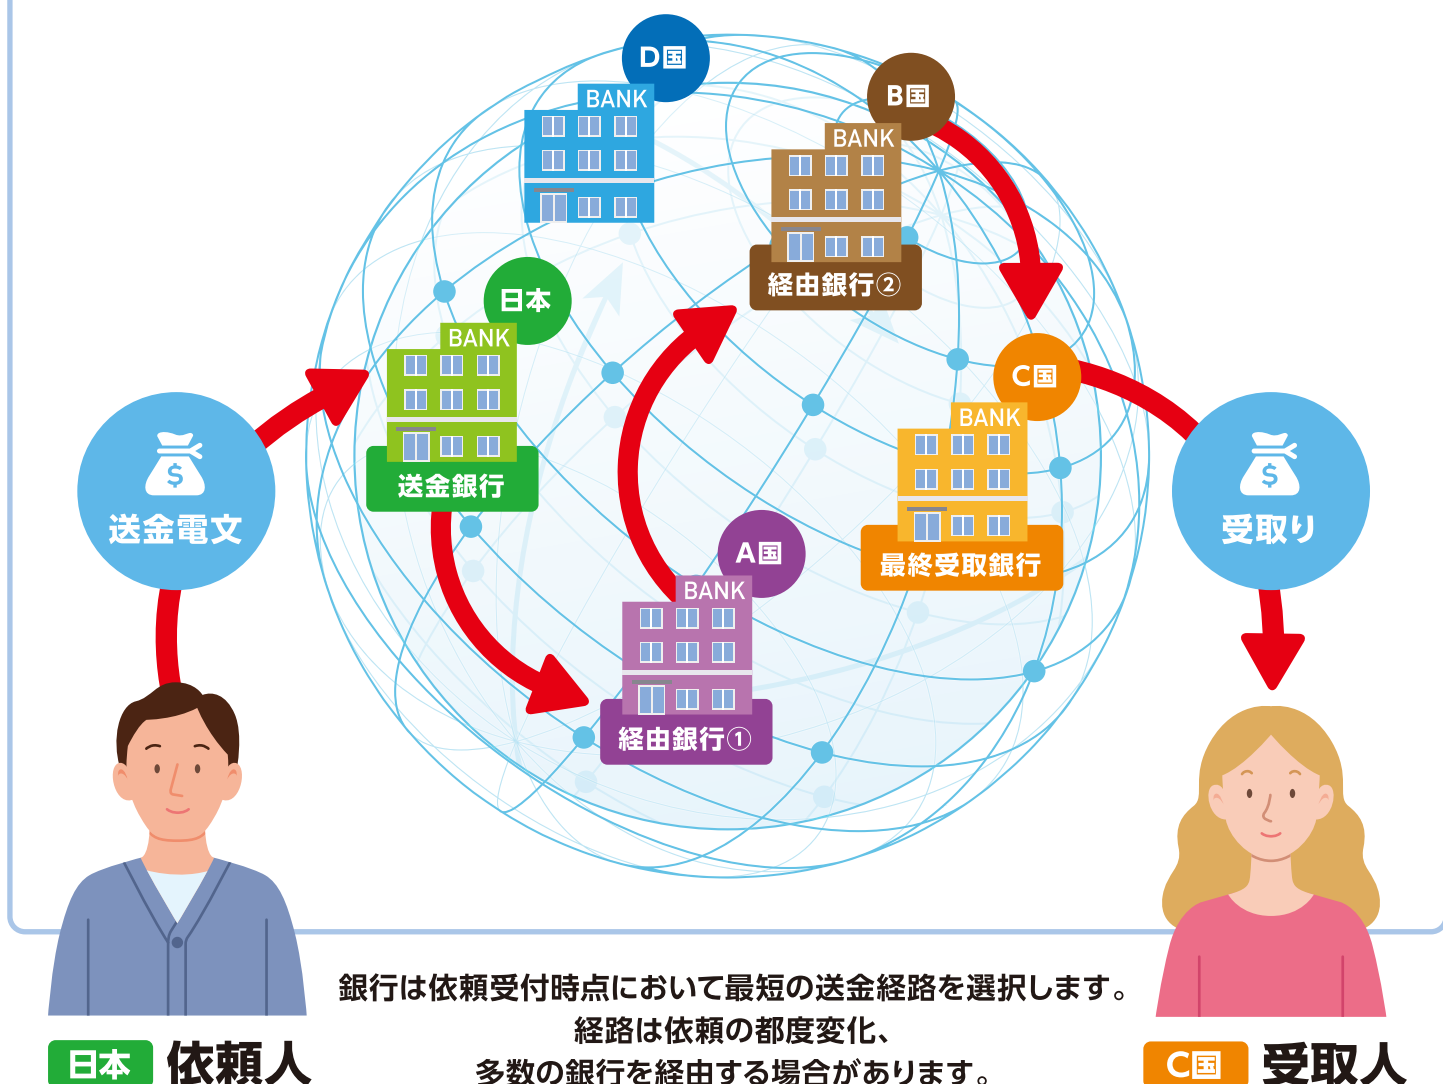 D国
BANK
B国
BANK
経由銀行②
日本
BANK
送金銀行
C国
BANK
最終受取銀行
A国
BANK
経由銀行①
$
送金電文
$
受取り
銀行は依頼受付時点において最短の送金経路を選択します。
経路は依頼の都度変化、
多数の銀行を経由する場合があります。
日本 依頼人
C国 受取人